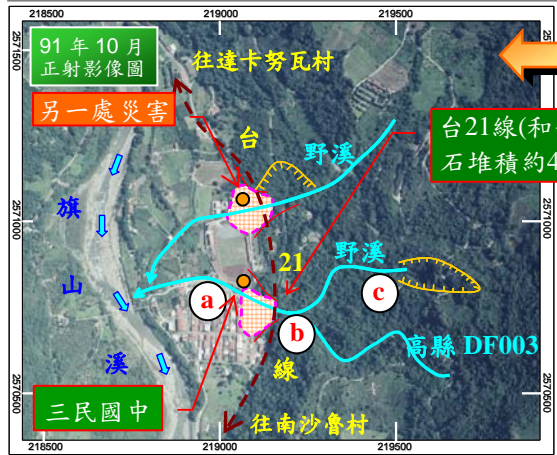 218500 219000 219500
2571500
2571000
2570500
91 年 10 月
正射影像圖
往達卡努瓦村
另一處災害
台
野溪
台21線(和
石堆積約4
旗
山
溪
21
線
野溪
a
b
c
高縣 DF003
三民國中
往南沙魯村
2571500
2571000
2570500
218500 219000 219500